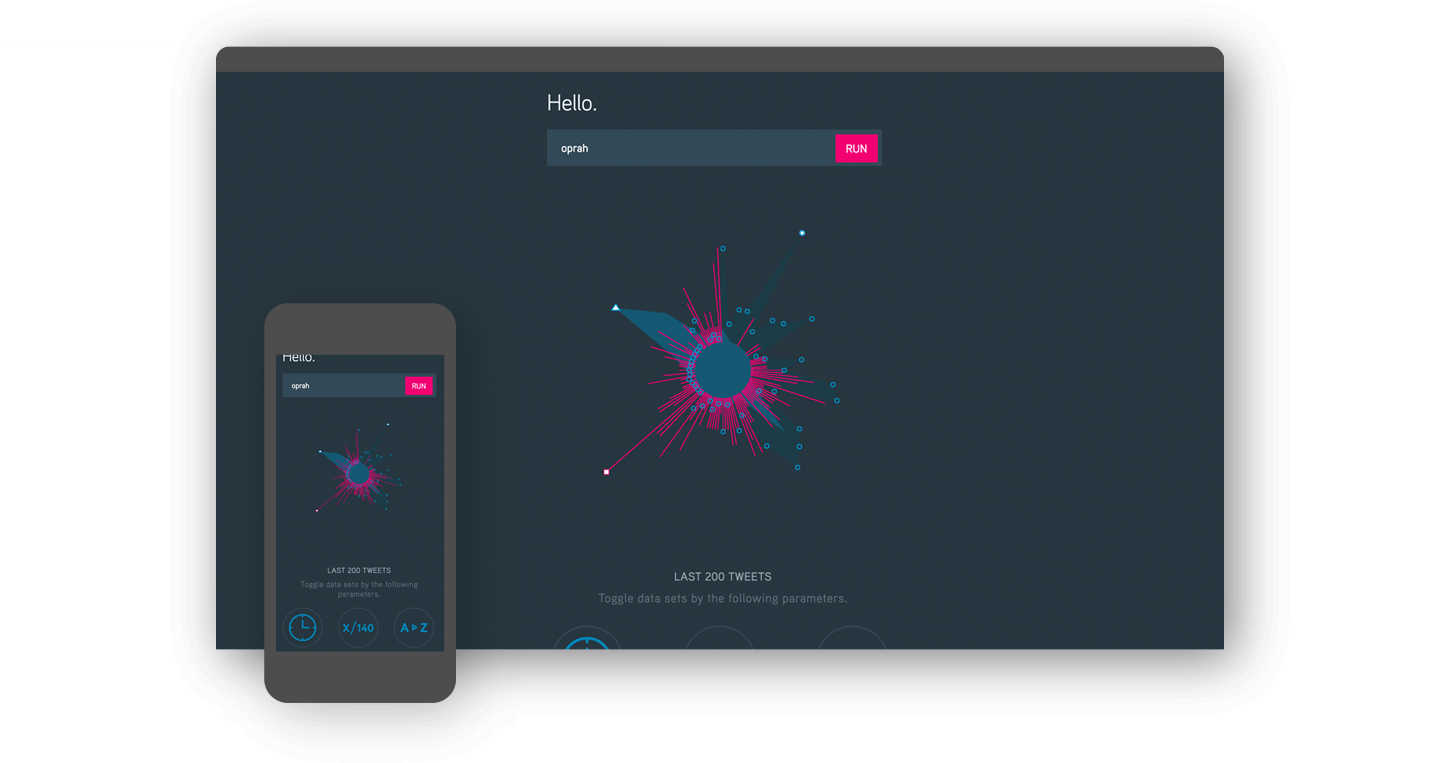 Hello.
oprah
RUN
LAST 200 TWEETS
Toggle data sets by the following parameters.
Hello.
oprah
RUN
LAST 200 TWEETS
Toggle data sets by the following
parameters.
X/140
A▷Z